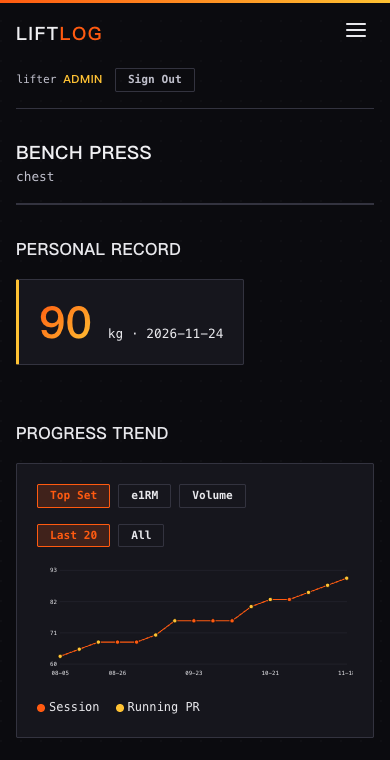 LIFTLOG
lifter ADMIN Sign Out
BENCH PRESS
chest
PERSONAL RECORD
90 kg · 2026-11-24
PROGRESS TREND
Top Set e1RM Volume
Last 20 All
93
82
71
60
08-05 08-26 09-23 10-21 11-1
Session Running PR